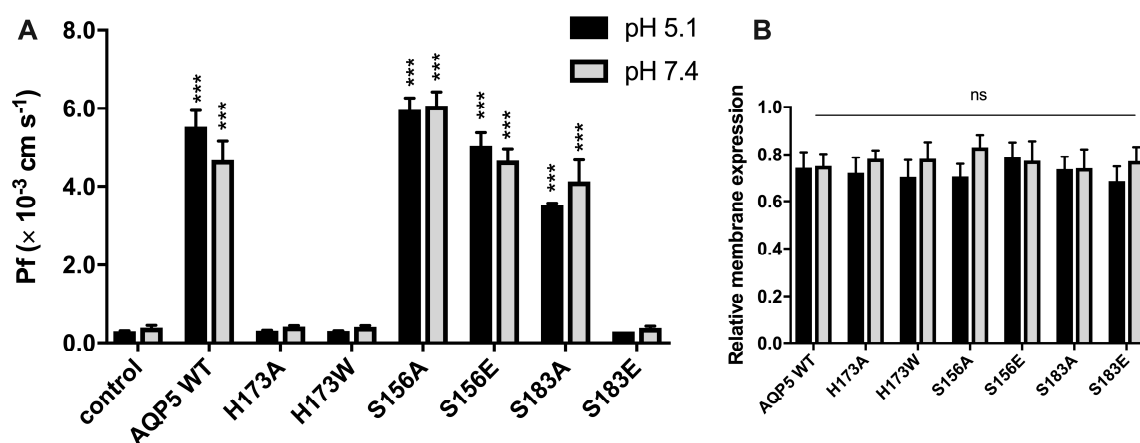 A
B
8.0
6.0
4.0
2.0
0.0
Pf (× 10⁻³ cm s⁻¹)
pH 5.1
pH 7.4
*** *** *** *** *** *** *** ***
control
AQP5 WT
H173A
H173W
S156A
S156E
S183A
S183E
ns
1.0
0.8
0.6
0.4
0.2
0.0
Relative membrane expression
AQP5 WT
H173A
H173W
S156A
S156E
S183A
S183E